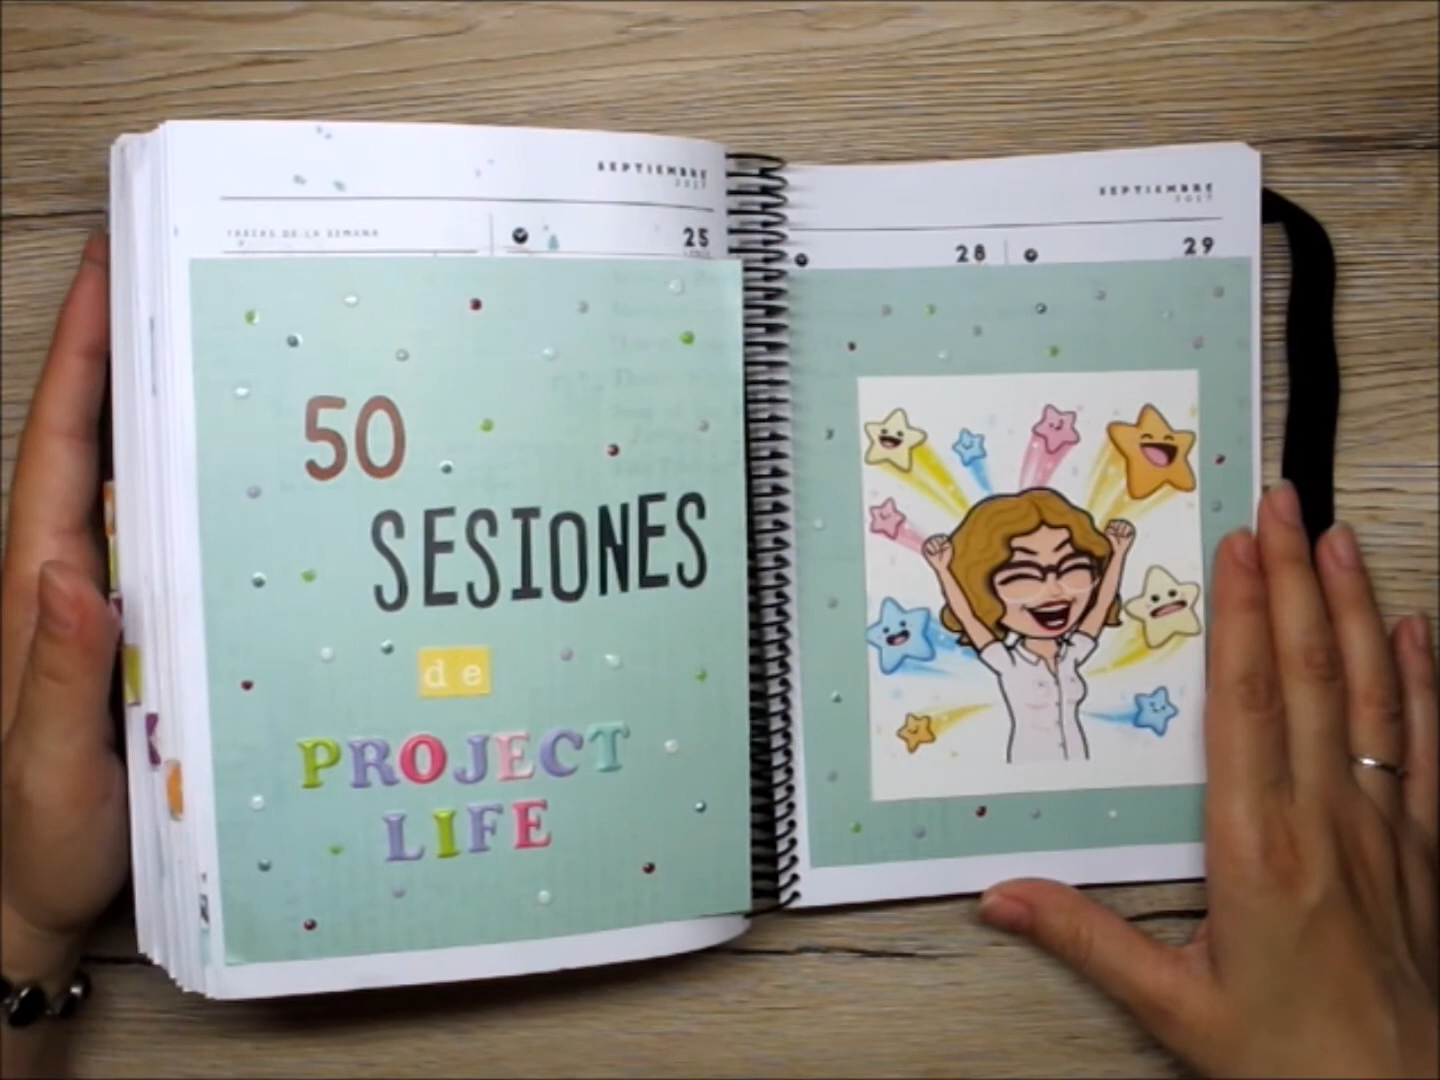 SEPTIEMBRE
2017
TAREAS DE LA SEMANA
25
50
SESIONES
de
PROJECT
LIFE
SEPTIEMBRE
2017
28
29